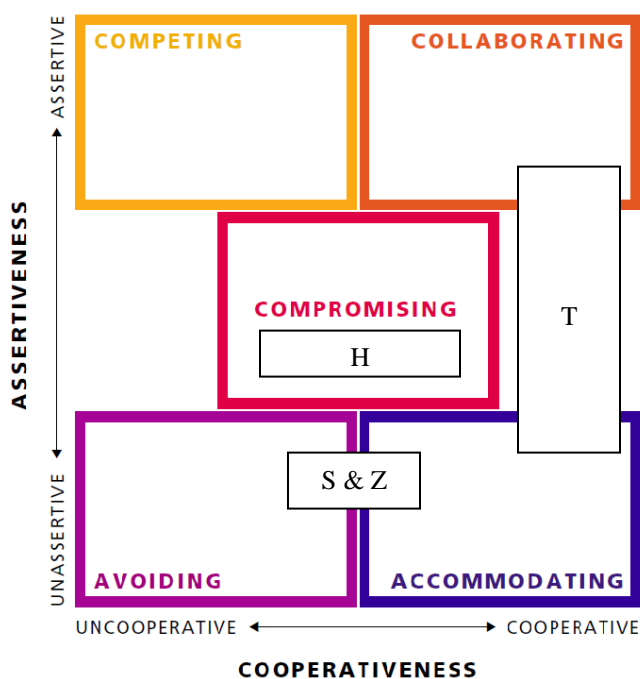 COMPETING
COLLABORATING
ASSERTIVE
ASSERTIVENESS
COMPROMISING
H
T
S & Z
UNASSERTIVE
AVOIDING
ACCOMMODATING
UNCOOPERATIVE
COOPERATIVE
COOPERATIVENESS